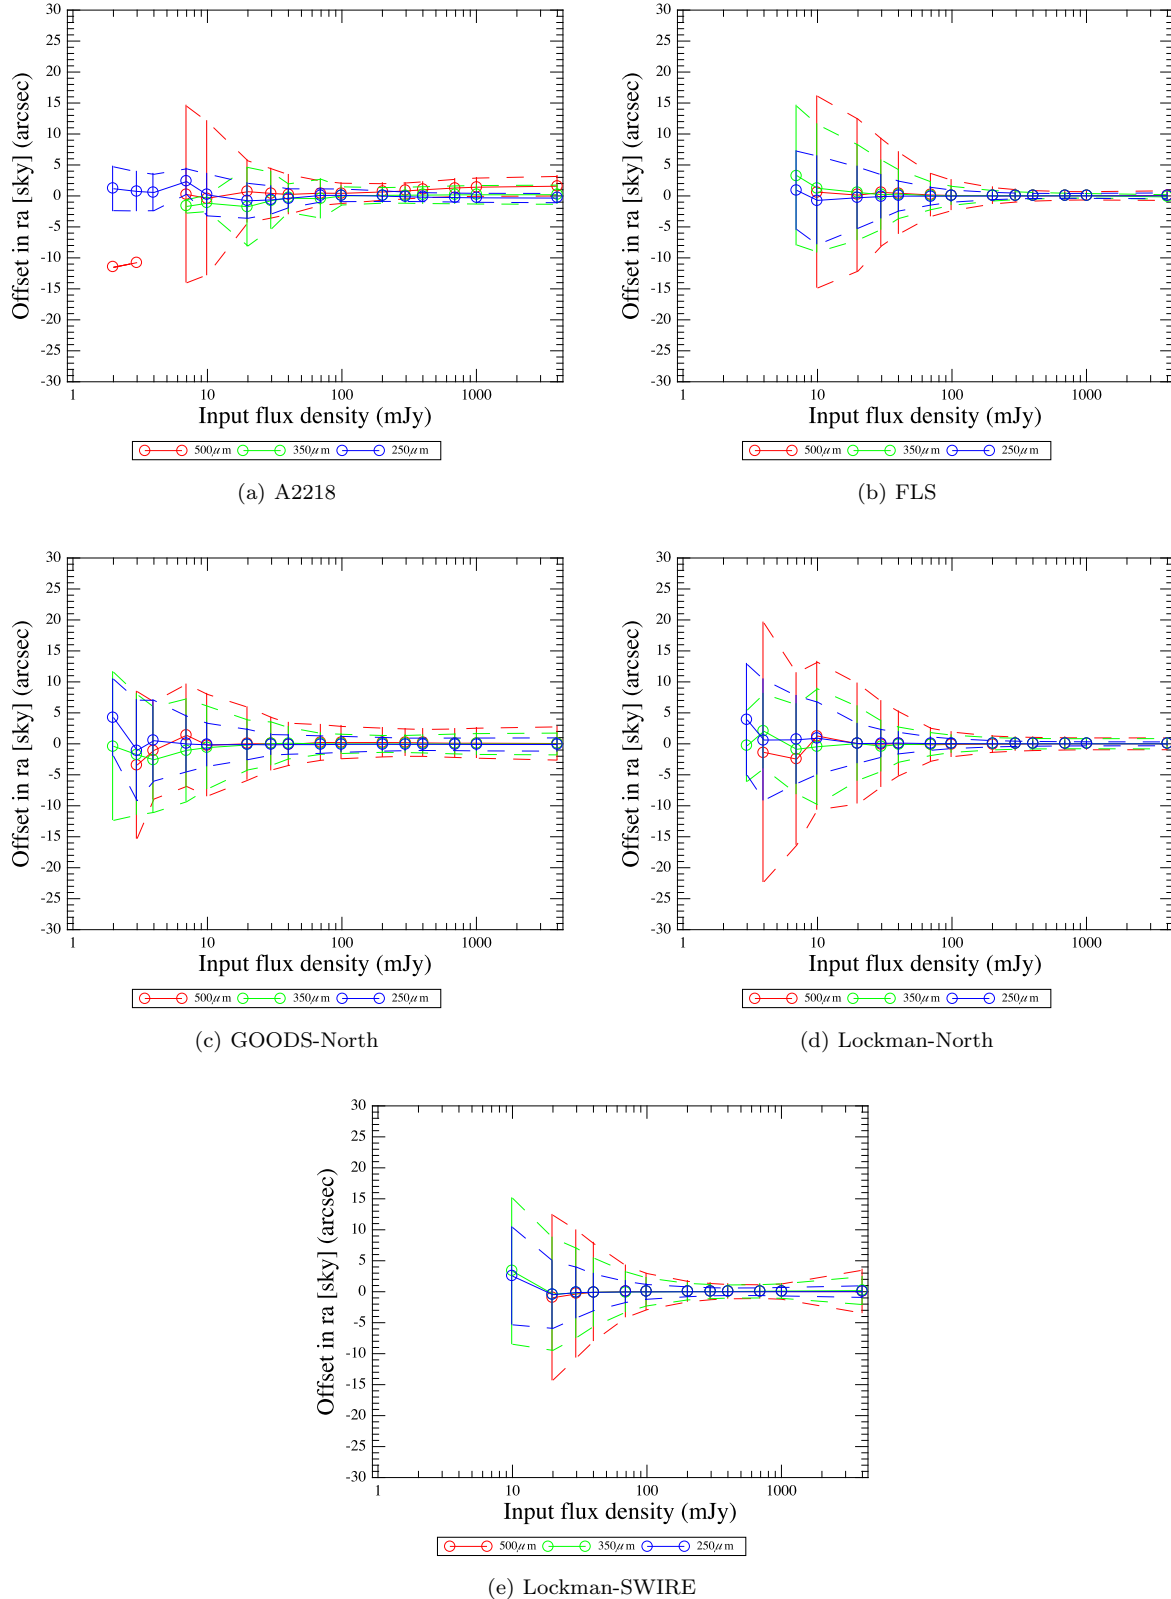 30
25
20
15
10
5
0
-5
-10
-15
-20
-25
-30
Offset in ra [sky] (arcsec)
1 10 100 1000
Input flux density (mJy)
500μm 350μm 250μm
(a) A2218
30
25
20
15
10
5
0
-5
-10
-15
-20
-25
-30
Offset in ra [sky] (arcsec)
1 10 100 1000
Input flux density (mJy)
500μm 350μm 250μm
(b) FLS
30
25
20
15
10
5
0
-5
-10
-15
-20
-25
-30
Offset in ra [sky] (arcsec)
1 10 100 1000
Input flux density (mJy)
500μm 350μm 250μm
(c) GOODS-North
30
25
20
15
10
5
0
-5
-10
-15
-20
-25
-30
Offset in ra [sky] (arcsec)
1 10 100 1000
Input flux density (mJy)
500μm 350μm 250μm
(d) Lockman-North
30
25
20
15
10
5
0
-5
-10
-15
-20
-25
-30
Offset in ra [sky] (arcsec)
1 10 100 1000
Input flux density (mJy)
500μm 350μm 250μm
(e) Lockman-SWIRE